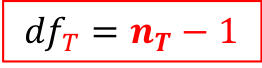 df_T = n_T − 1